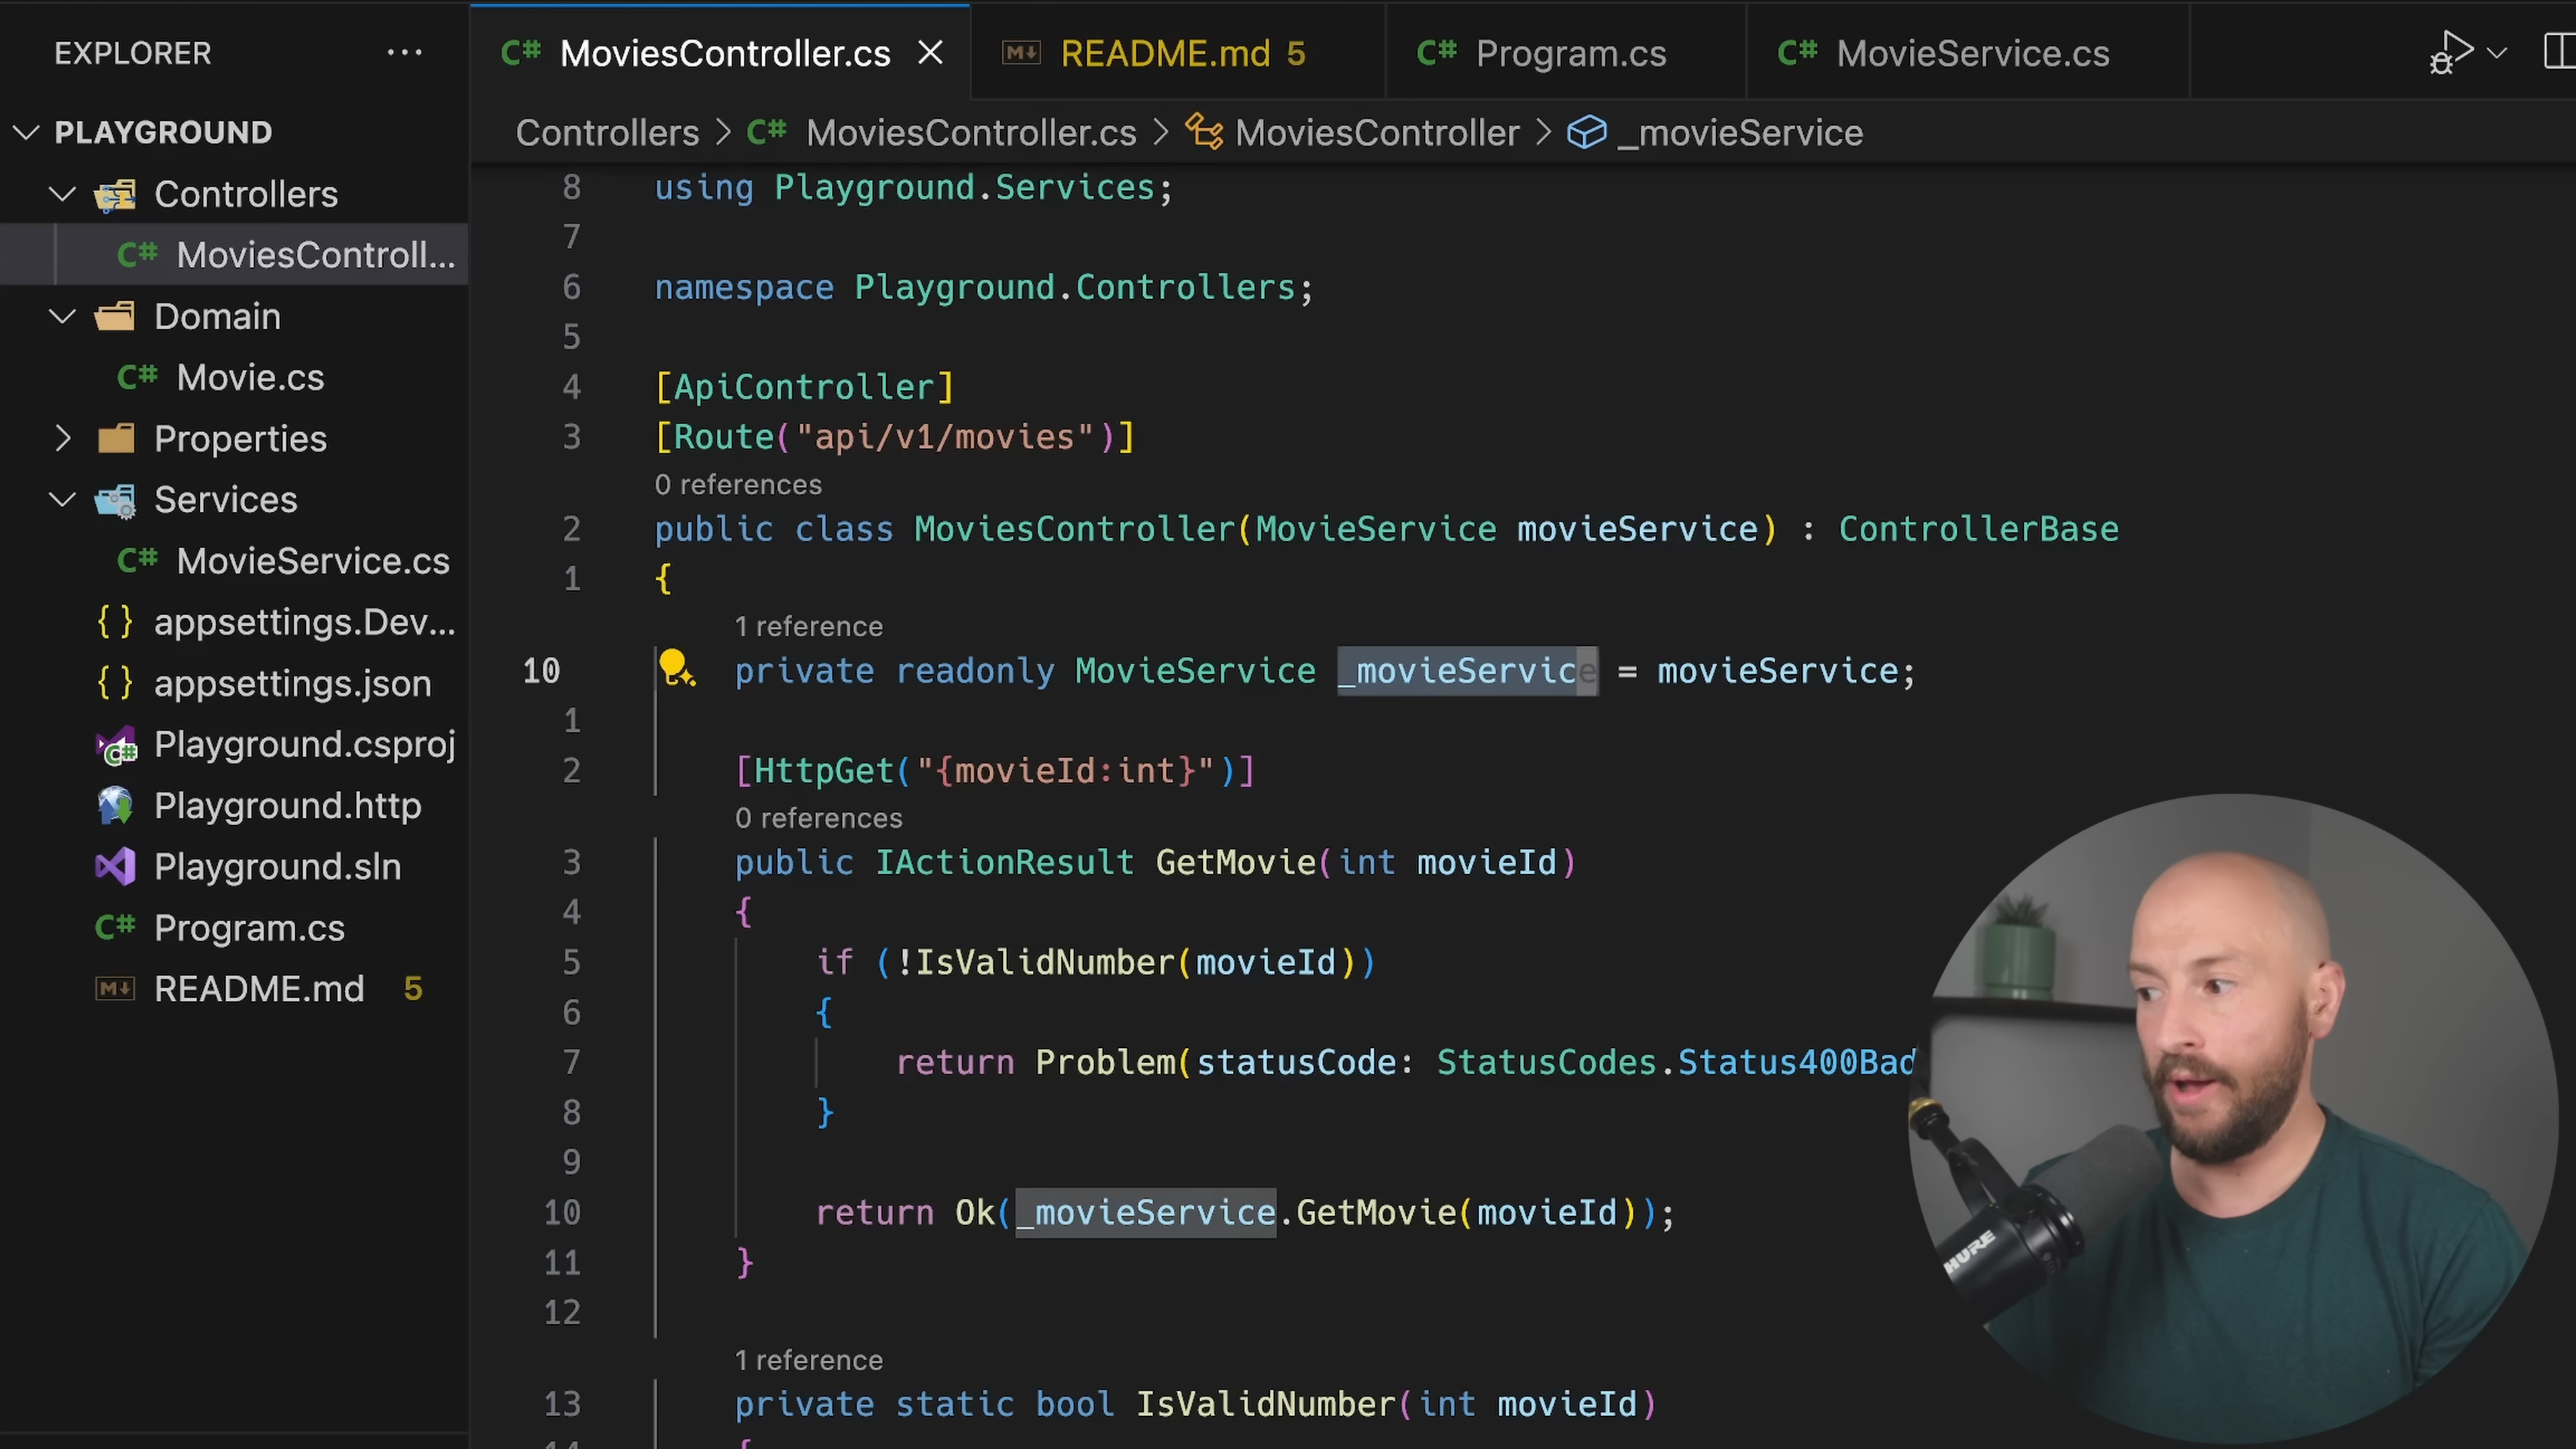 EXPLORER ...
PLAYGROUND
Controllers
C# MoviesControll...
Domain
C# Movie.cs
Properties
Services
C# MovieService.cs
{} appsettings.Dev...
{} appsettings.json
Playground.csproj
Playground.http
Playground.sln
C# Program.cs
README.md 5
C# MoviesController.cs
README.md 5
C# Program.cs
C# MovieService.cs
Controllers > C# MoviesController.cs > MoviesController > _movieService
8 using Playground.Services;
7
6 namespace Playground.Controllers;
5
4 [ApiController]
3 [Route("api/v1/movies")]
0 references
2 public class MoviesController(MovieService movieService) : ControllerBase
1 {
1 reference
10 private readonly MovieService _movieService = movieService;
1
2 [HttpGet("{movieId:int}")]
0 references
3 public IActionResult GetMovie(int movieId)
4 {
5 if (!IsValidNumber(movieId))
6 {
7 return Problem(statusCode: StatusCodes.Status400Bad
8 }
9
10 return Ok(_movieService.GetMovie(movieId));
11 }
12
1 reference
13 private static bool IsValidNumber(int movieId)
14 {
SHURE